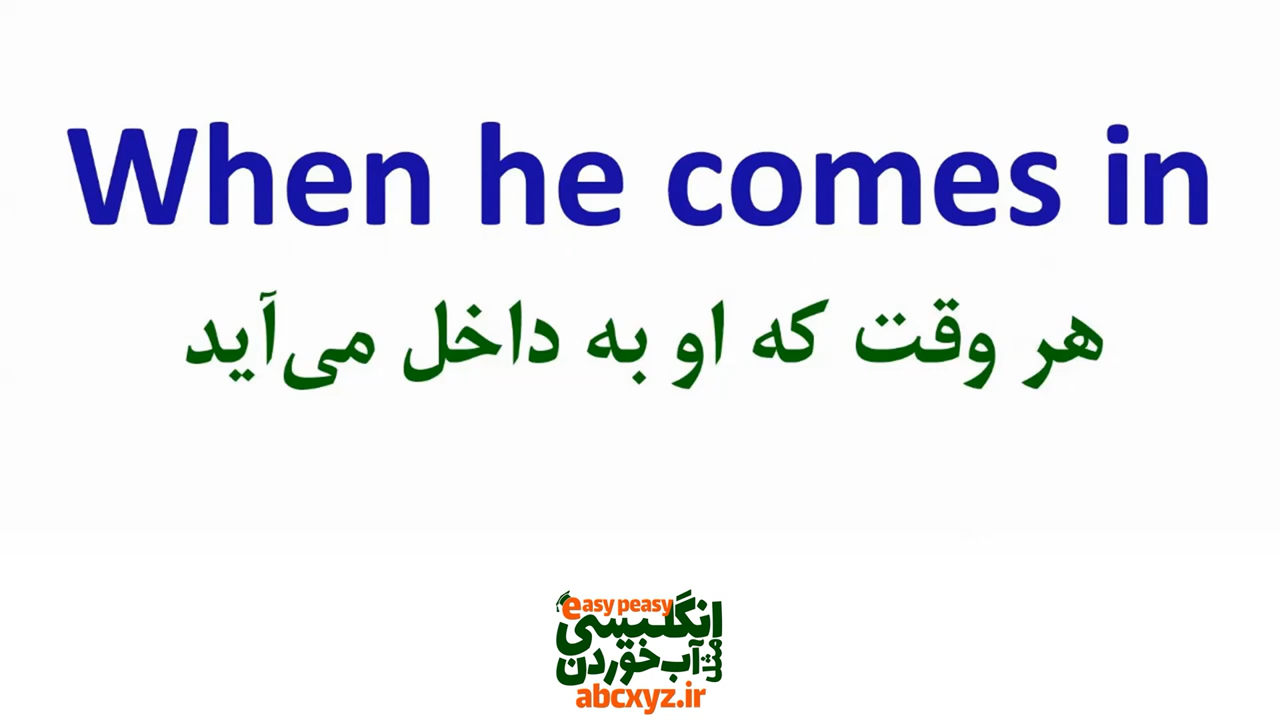 When he comes in
هر وقت که او به داخل می‌آید
easy peasy
انگلیسی
مثل آب خوردن
abcxyz.ir